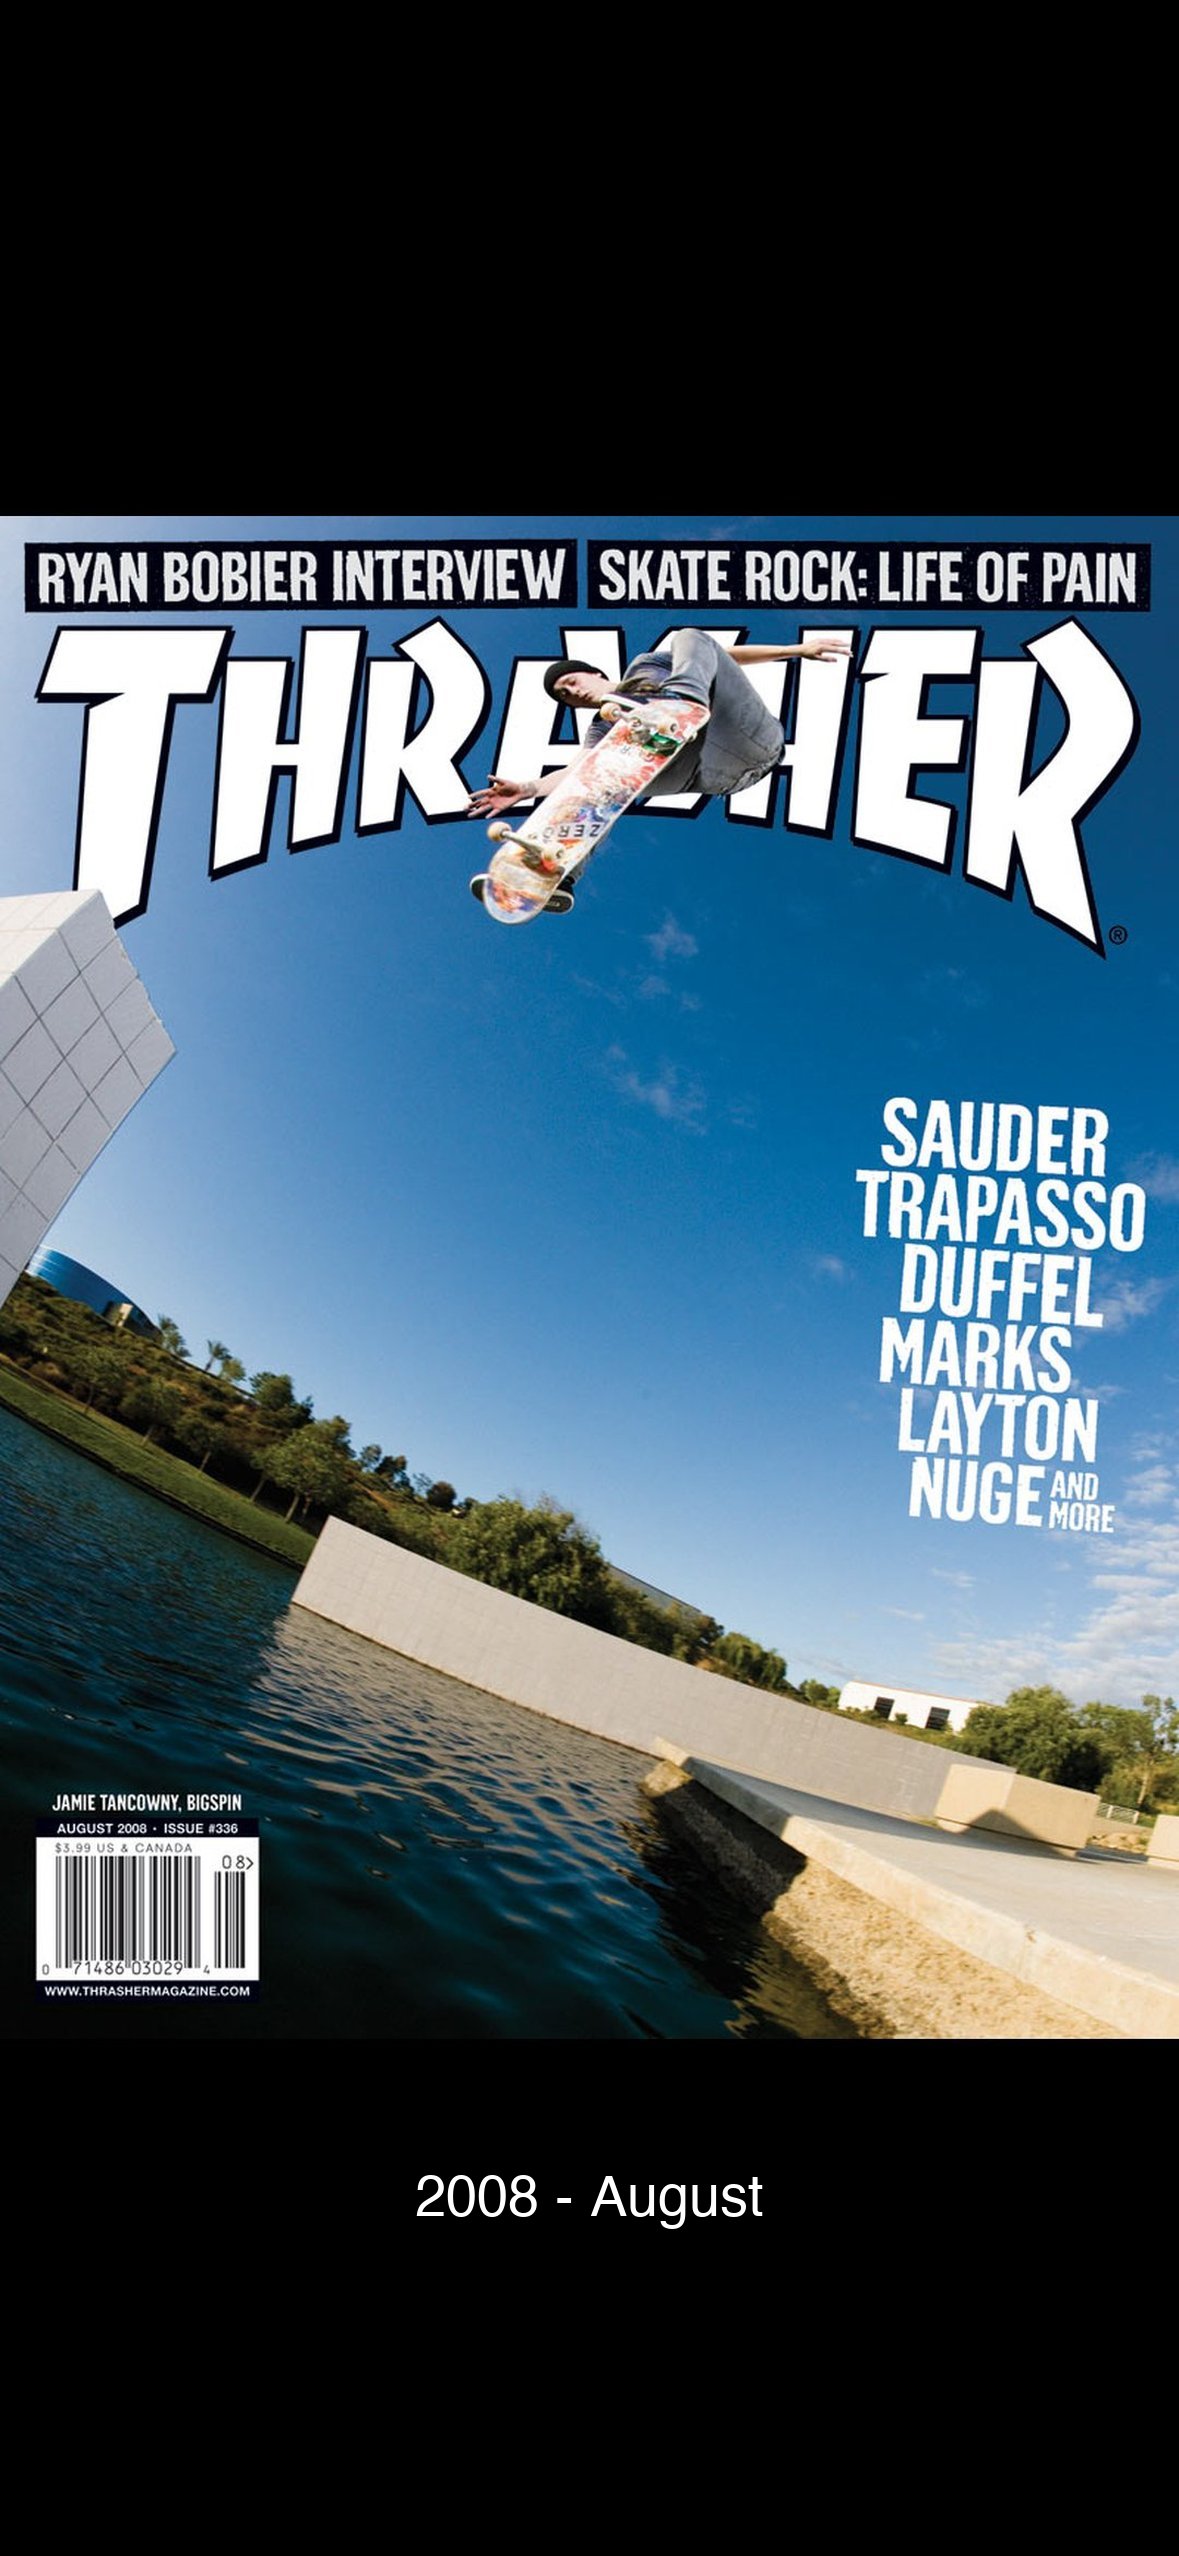 RYAN BOBIER INTERVIEW SKATE ROCK: LIFE OF PAIN
THRASHER
®
ZERO
SAUDER
TRAPASSO
DUFFEL
MARKS
LAYTON
NUGE AND MORE
JAMIE TANCOWNY, BIGSPIN
AUGUST 2008 · ISSUE #336
$3.99 US & CANADA
08>
0 71486 03029 4
WWW.THRASHERMAGAZINE.COM
2008 - August